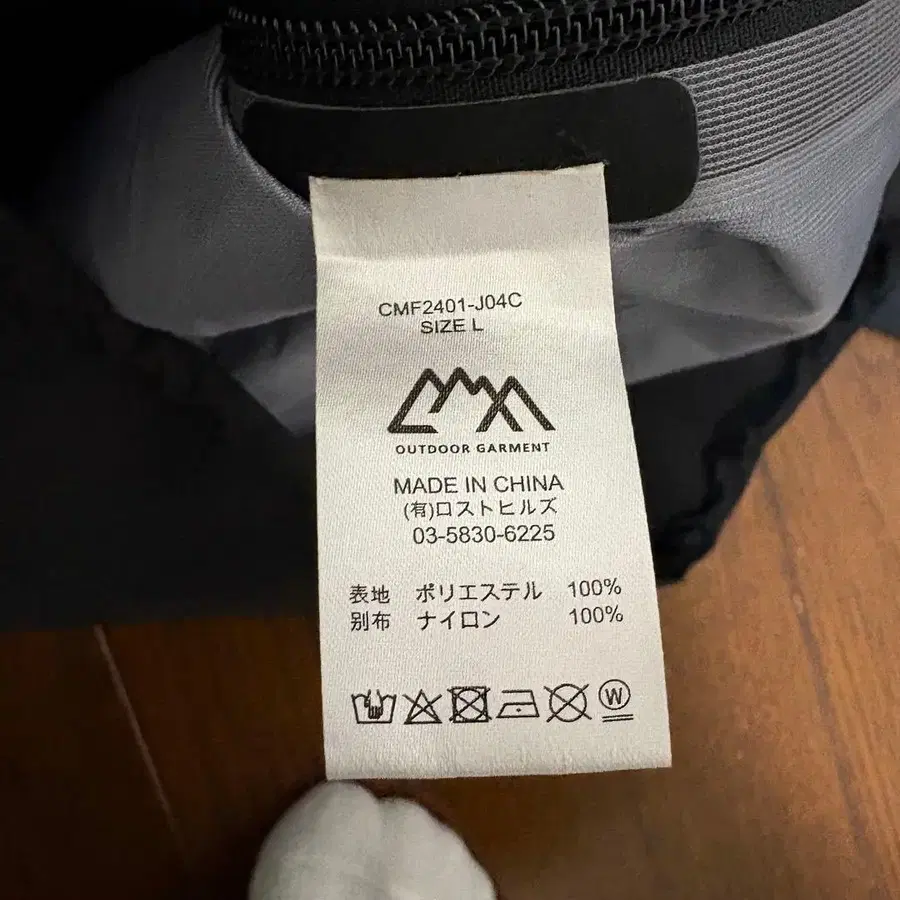 CMF2401-J04C
SIZE L
OUTDOOR GARMENT
MADE IN CHINA
(有)ロストヒルズ
03-5830-6225
表地 ポリエステル 100%
別布 ナイロン 100%
W